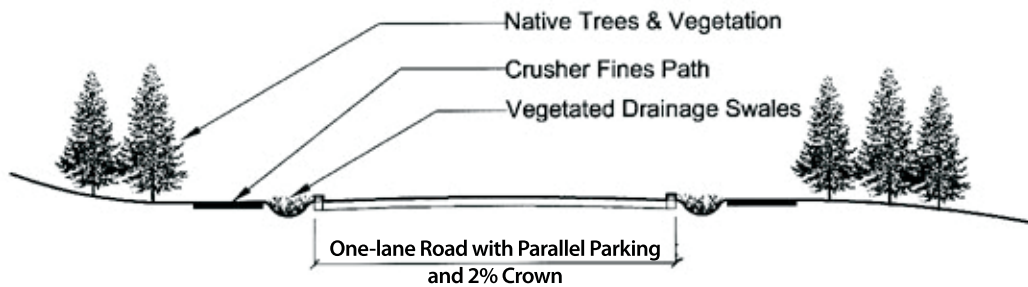 Native Trees & Vegetation
Crusher Fines Path
Vegetated Drainage Swales
One-lane Road with Parallel Parking
and 2% Crown